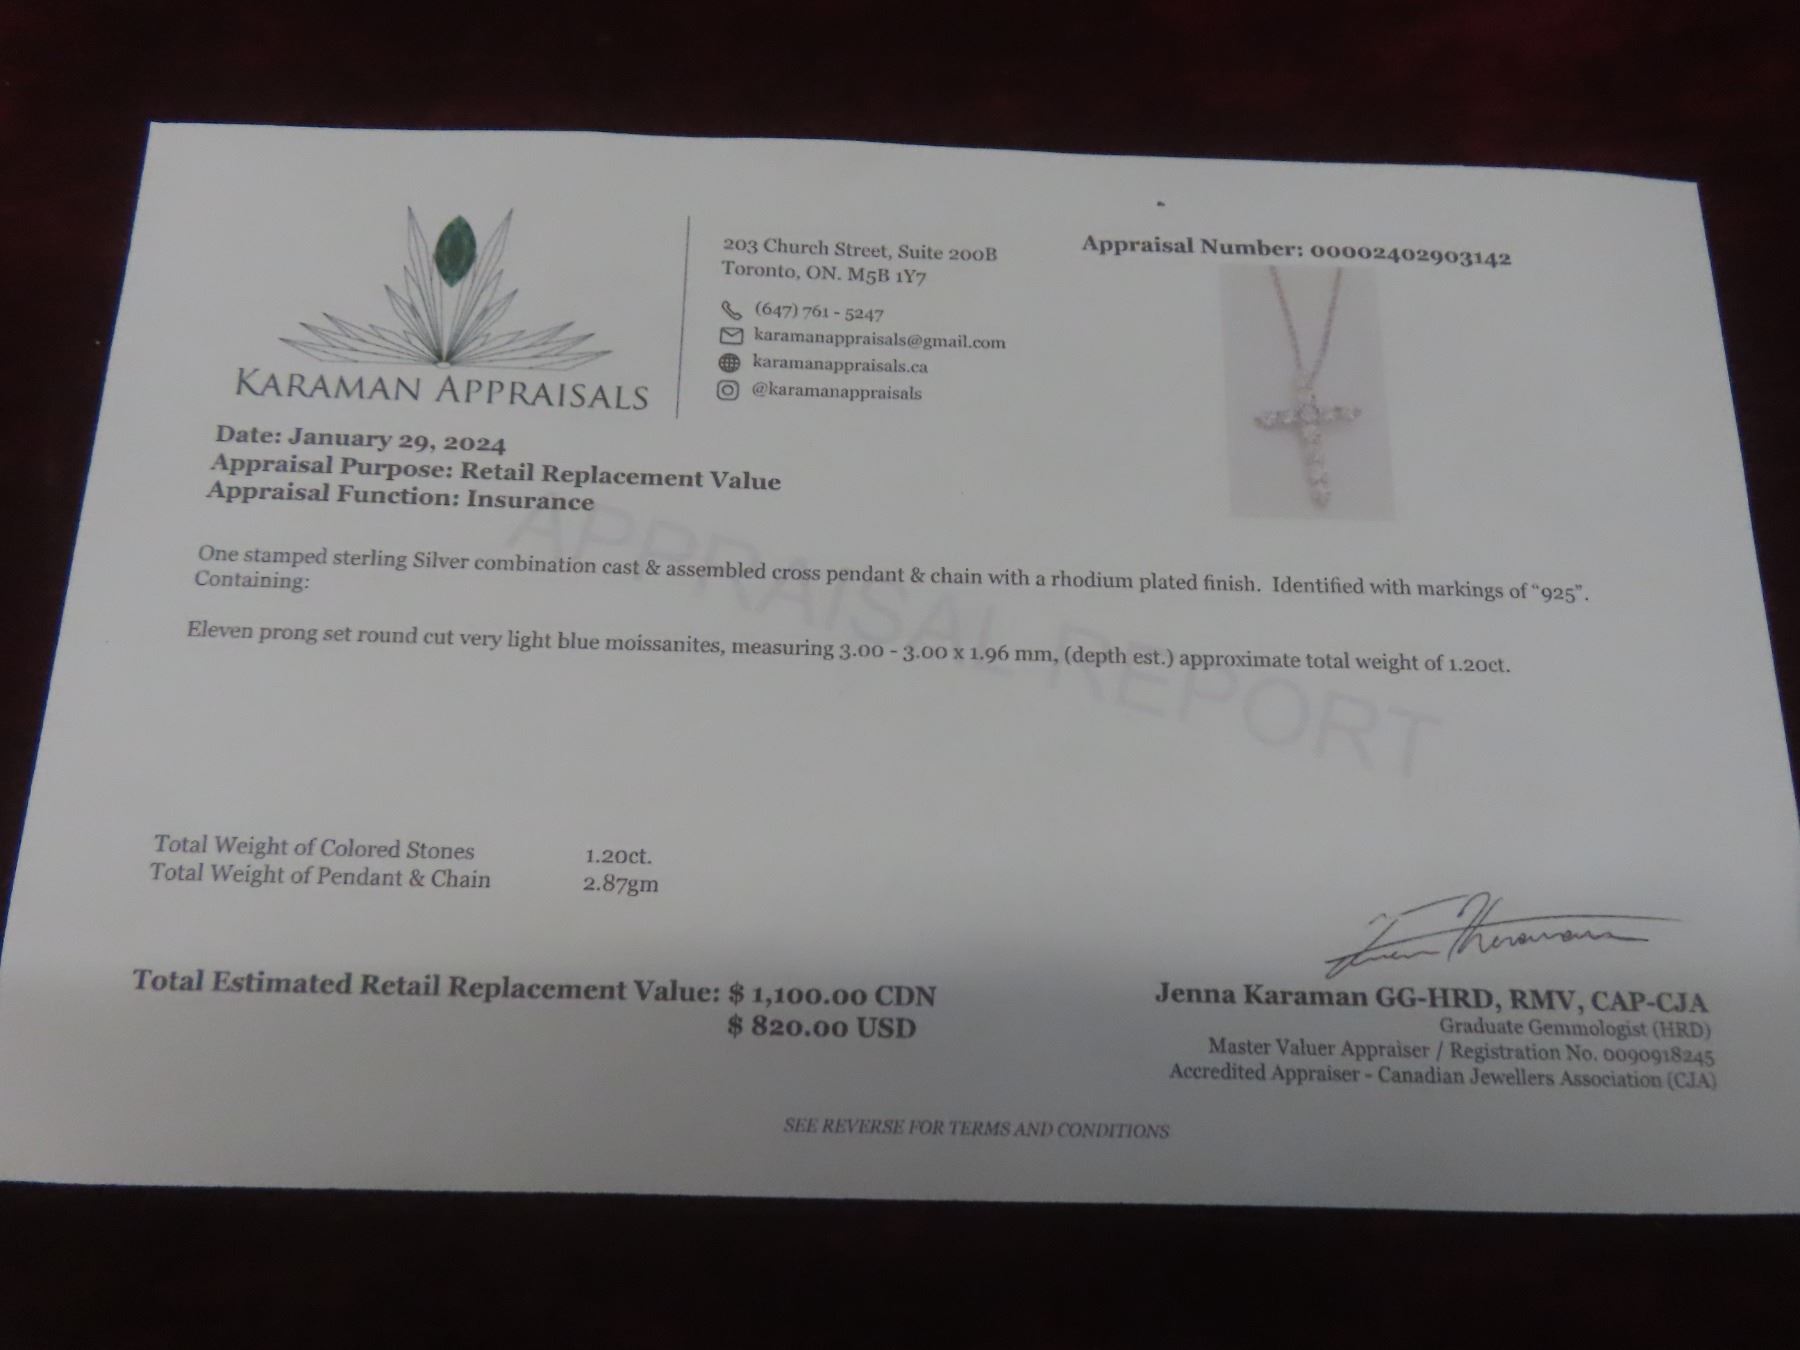 KARAMAN APPRAISALS
203 Church Street, Suite 200B
Toronto, ON. M5B 1Y7
(647) 761 - 5247
karamanappraisals@gmail.com
karamanappraisals.ca
@karamanappraisals
Appraisal Number: 00002402903142
Date: January 29, 2024
Appraisal Purpose: Retail Replacement Value
Appraisal Function: Insurance
APPRAISAL REPORT
One stamped sterling Silver combination cast & assembled cross pendant & chain with a rhodium plated finish. Identified with markings of "925".
Containing:
Eleven prong set round cut very light blue moissanites, measuring 3.00 - 3.00 x 1.96 mm, (depth est.) approximate total weight of 1.20ct.
Total Weight of Colored Stones 1.20ct.
Total Weight of Pendant & Chain 2.87gm
Total Estimated Retail Replacement Value: $ 1,100.00 CDN
$ 820.00 USD
Jenna Karaman GG-HRD, RMV, CAP-CJA
Graduate Gemmologist (HRD)
Master Valuer Appraiser / Registration No. 0090918245
Accredited Appraiser - Canadian Jewellers Association (CJA)
SEE REVERSE FOR TERMS AND CONDITIONS